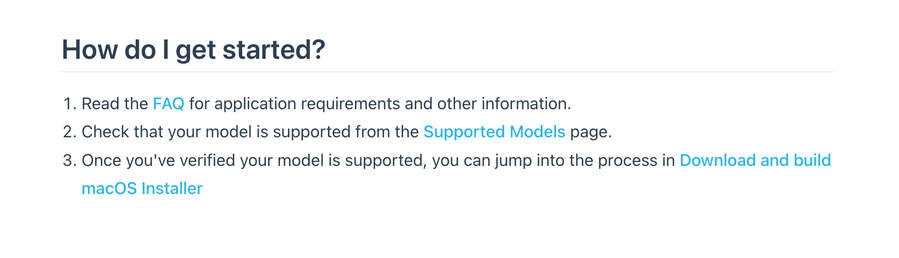 How do I get started?
1. Read the FAQ for application requirements and other information.
2. Check that your model is supported from the Supported Models page.
3. Once you've verified your model is supported, you can jump into the process in Download and build
macOS Installer